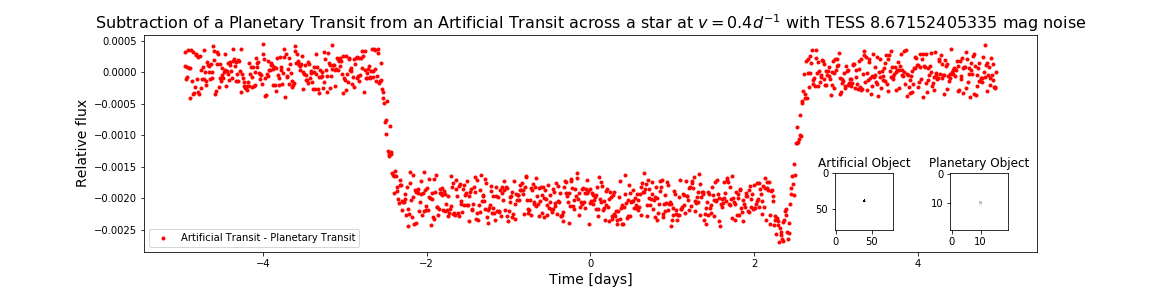 Subtraction of a Planetary Transit from an Artificial Transit across a star at v = 0.4d⁻¹ with TESS 8.67152405335 mag noise
Relative flux
0.0005
0.0000
−0.0005
−0.0010
−0.0015
−0.0020
−0.0025
Artificial Transit - Planetary Transit
Artificial Object
0
50
0 50
Planetary Object
0
10
0 10
−4 −2 0 2 4
Time [days]